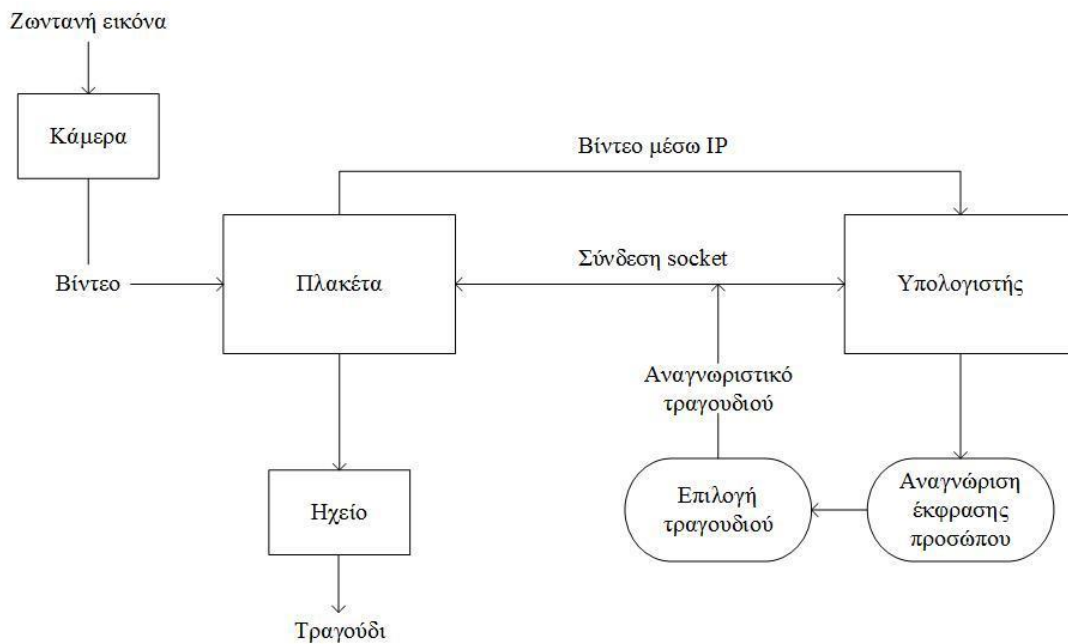 Ζωντανή εικόνα
Κάμερα
Βίντεο μέσω IP
Βίντεο
Πλακέτα
Σύνδεση socket
Υπολογιστής
Αναγνωριστικό
τραγουδιού
Ηχείο
Επιλογή
τραγουδιού
Αναγνώριση
έκφρασης
προσώπου
Τραγούδι